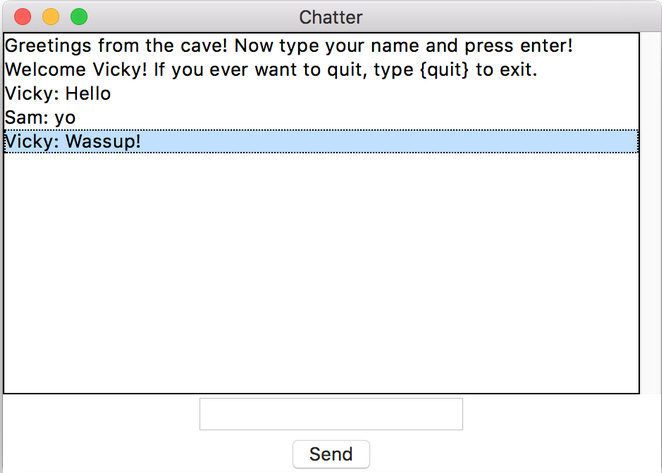 Chatter
Greetings from the cave! Now type your name and press enter!
Welcome Vicky! If you ever want to quit, type {quit} to exit.
Vicky: Hello
Sam: yo
Vicky: Wassup!
Send